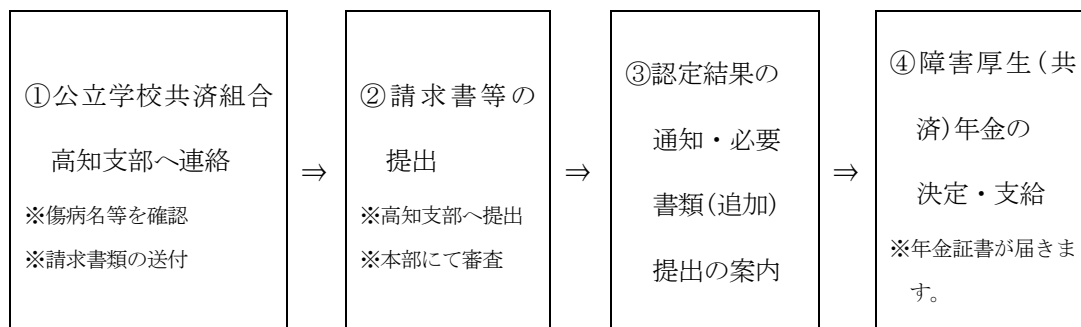 ①公立学校共済組合
高知支部へ連絡
※傷病名等を確認
※請求書類の送付
⇒
②請求書等の
提出
※高知支部へ提出
※本部にて審査
⇒
③認定結果の
通知・必要
書類(追加)
提出の案内
⇒
④障害厚生(共
済)年金の
決定・支給
※年金証書が届きま
す。